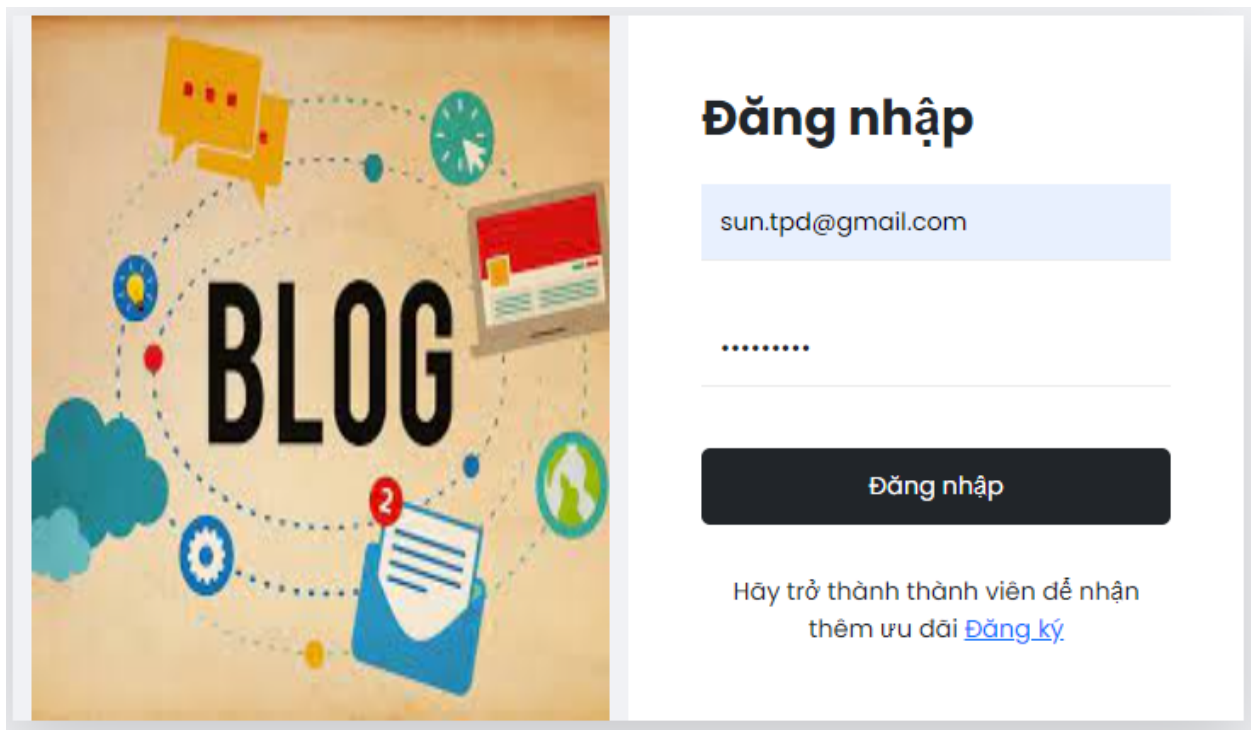 BLOG
2
Đăng nhập
sun.tpd@gmail.com
•••••••••
Đăng nhập
Hãy trở thành thành viên để nhận
thêm ưu đãi Đăng ký